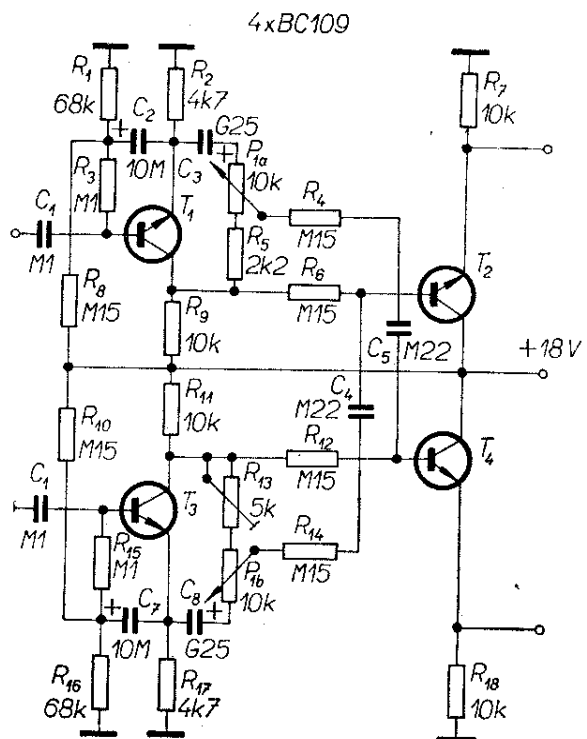 4xBC109
R1
68k
R2
4k7
R7
10k
C2
10M
G25
C3
P1a
10k
R3
M1
C1
M1
T1
R4
M15
R5
2k2
R6
M15
T2
R8
M15
R9
10k
C5
M22
+18V
C4
M22
R10
M15
R11
10k
R12
M15
T4
R13
5k
C1
M1
T3
R14
M15
R15
M1
P1b
10k
C7
10M
C8
G25
R16
68k
R17
4k7
R18
10k